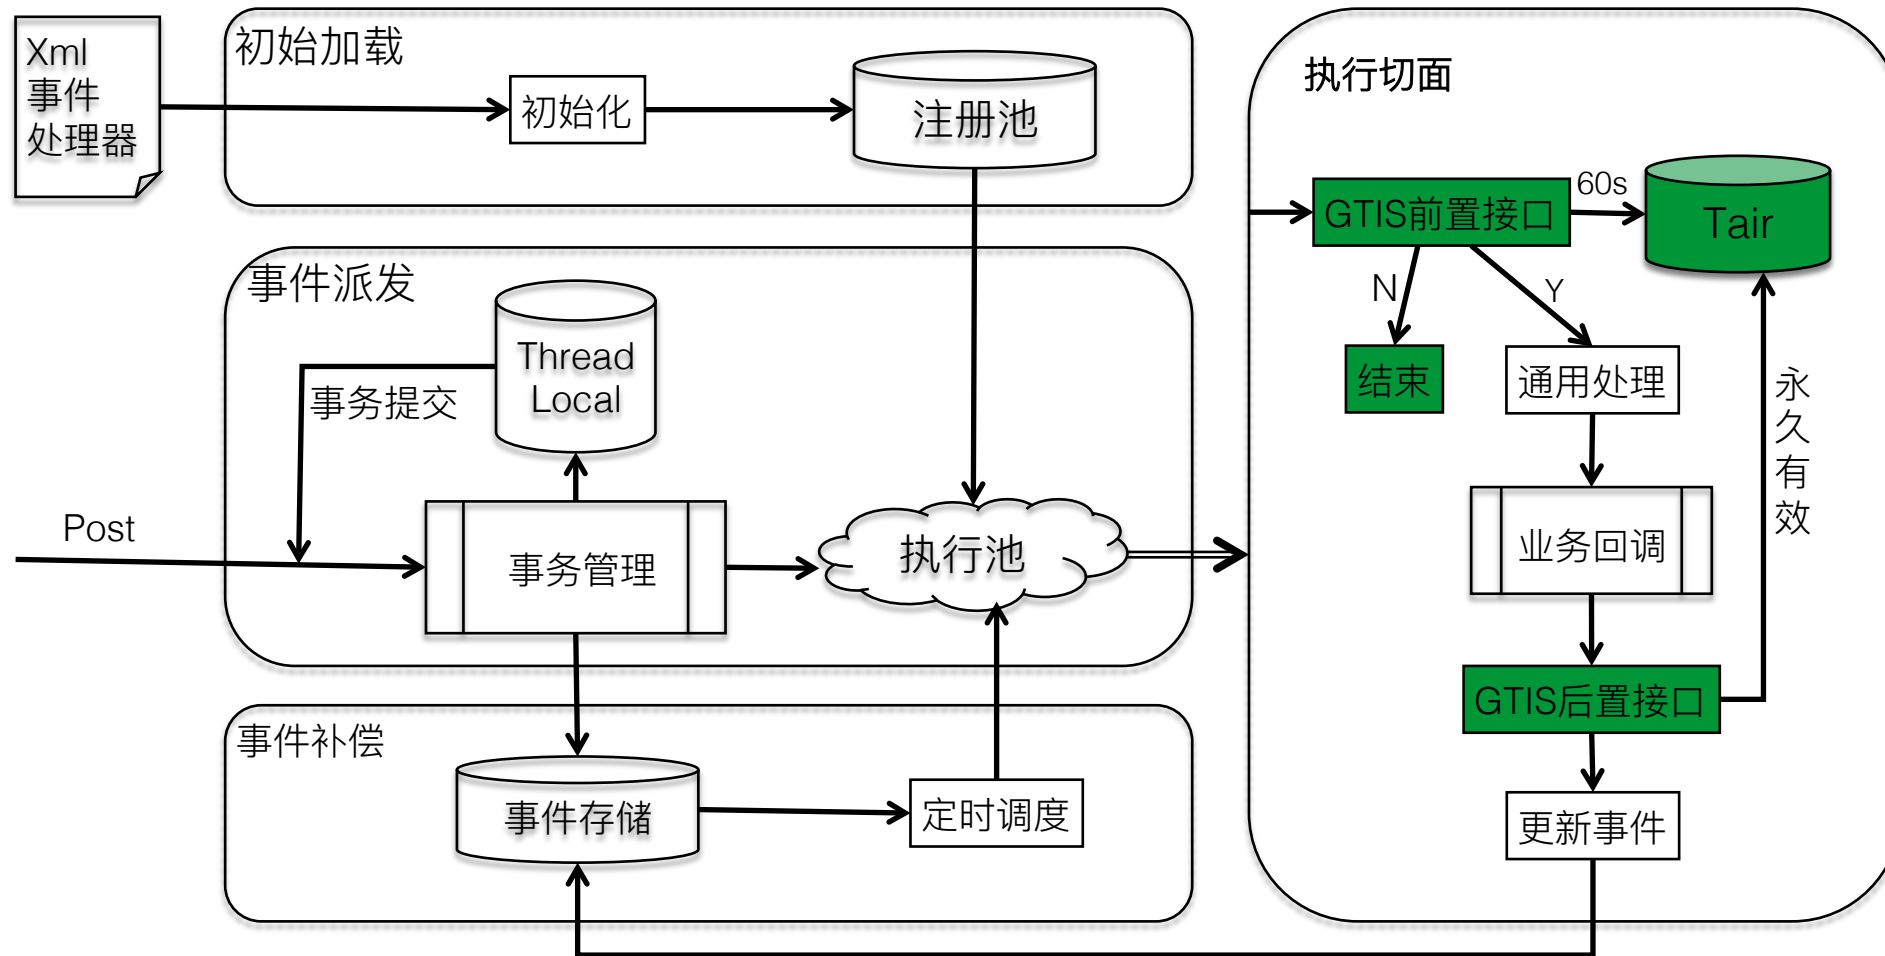 Xml
事件
处理器
初始加载
初始化
注册池
事件派发
Thread
Local
事务提交
Post
事务管理
执行池
事件补偿
事件存储
定时调度
执行切面
GTIS前置接口
60s
Tair
N
Y
结束
通用处理
永
久
有
效
业务回调
GTIS后置接口
更新事件